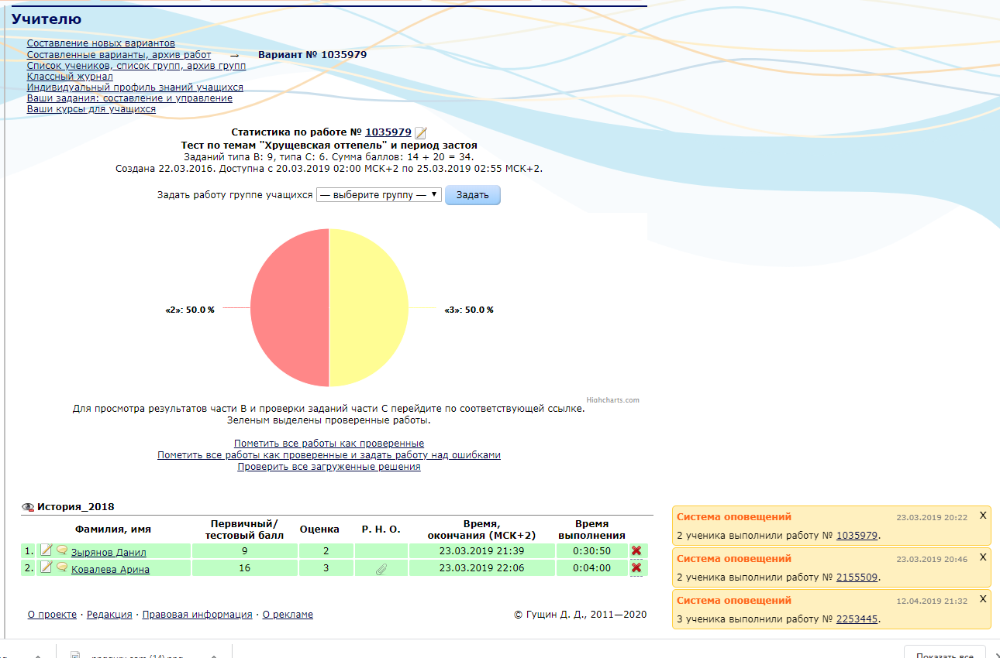 Учителю
Составление новых вариантов
Составленные варианты, архив работ → Вариант № 1035979
Список учеников, список групп, архив групп
Классный журнал
Индивидуальный профиль знаний учащихся
Ваши задания: составление и управление
Ваши курсы для учащихся
Статистика по работе № 1035979
Тест по темам "Хрущевская оттепель" и период застоя
Заданий типа В: 9, типа С: 6. Сумма баллов: 14 + 20 = 34.
Создана 22.03.2016. Доступна с 20.03.2019 02:00 МСК+2 по 25.03.2019 02:55 МСК+2.
Задать работу группе учащихся — выберите группу — Задать
«2»: 50.0 % «3»: 50.0 %
Highcharts.com
Для просмотра результатов части В и проверки заданий части С перейдите по соответствующей ссылке.
Зеленым выделены проверенные работы.
Пометить все работы как проверенные
Пометить все работы как проверенные и задать работу над ошибками
Проверить все загруженные решения
История_2018
Фамилия, имя Первичный/ тестовый балл Оценка Р. Н. О. Время, окончания (МСК+2) Время выполнения
1. Зырянов Данил 9 2 23.03.2019 21:39 0:30:50
2. Ковалева Арина 16 3 23.03.2019 22:06 0:04:00
Система оповещений 23.03.2019 20:22 X
2 ученика выполнили работу № 1035979.
Система оповещений 23.03.2019 20:46 X
2 ученика выполнили работу № 2155509.
Система оповещений 12.04.2019 21:32 X
3 ученика выполнили работу № 2253445.
О проекте · Редакция · Правовая информация · О рекламе
© Гущин Д. Д., 2011—2020
Показать все